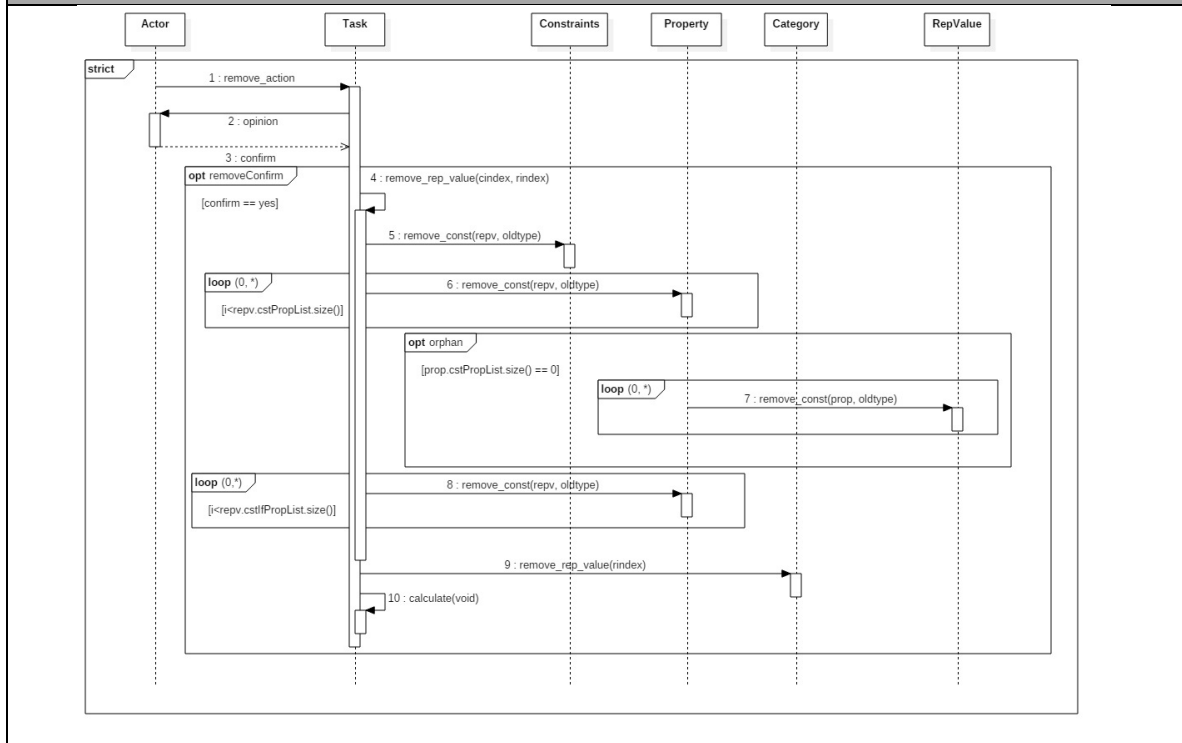 Actor Task Constraints Property Category RepValue
strict
1 : remove_action
2 : opinion
3 : confirm
opt removeConfirm
4 : remove_rep_value(cindex, rindex)
[confirm == yes]
5 : remove_const(repv, oldtype)
loop (0, *)
6 : remove_const(repv, oldtype)
[i<repv.cstPropList.size()]
opt orphan
[prop.cstPropList.size() == 0]
loop (0, *)
7 : remove_const(prop, oldtype)
loop (0,*)
8 : remove_const(repv, oldtype)
[i<repv.cstIfPropList.size()]
9 : remove_rep_value(rindex)
10 : calculate(void)